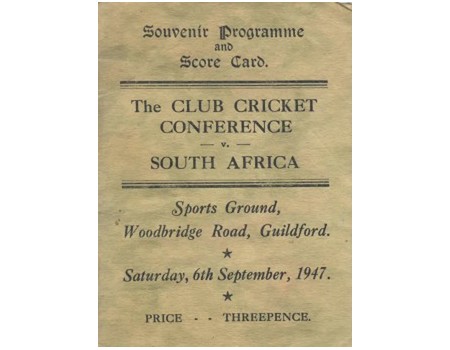 Souvenir Programme
and
Score Card.
The CLUB CRICKET
CONFERENCE
— v. —
SOUTH AFRICA
Sports Ground,
Woodbridge Road, Guildford.
★
Saturday, 6th September, 1947.
★
PRICE - - THREEPENCE.